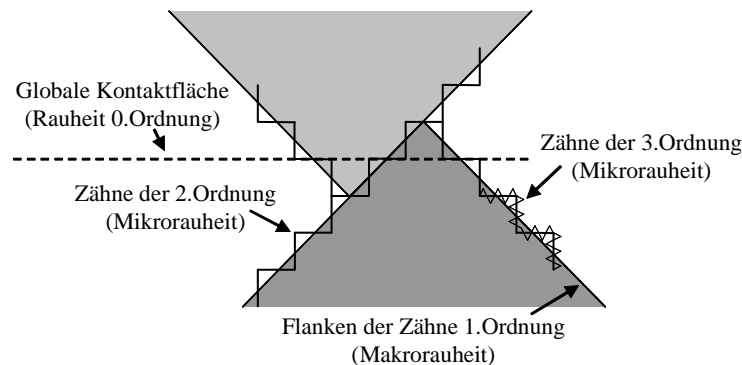 Globale Kontaktfläche
(Rauheit 0.Ordnung)
Zähne der 3.Ordnung
(Mikrorauheit)
Zähne der 2.Ordnung
(Mikrorauheit)
Flanken der Zähne 1.Ordnung
(Makrorauheit)